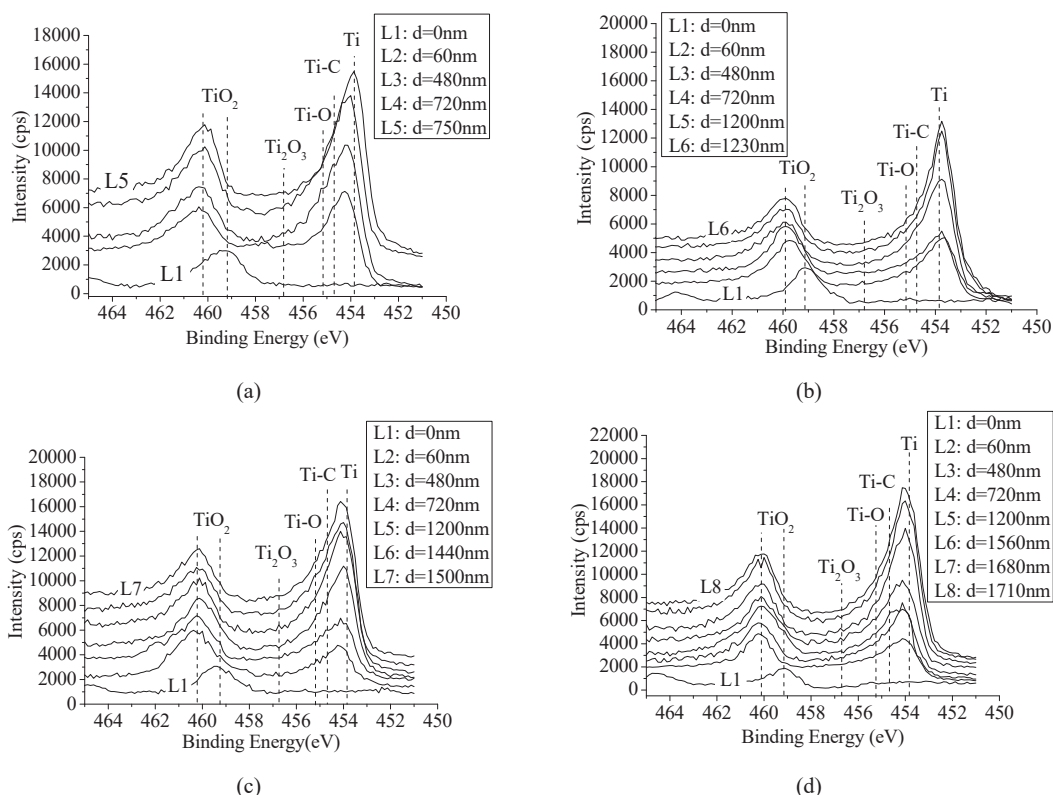 18000
16000
14000
12000
10000
8000
6000
4000
2000
0
Intensity (cps)
464 462 460 458 456 454 452 450
Binding Energy (eV)
TiO2
Ti2O3
Ti-O
Ti-C
Ti
L5
L1
L1: d=0nm
L2: d=60nm
L3: d=480nm
L4: d=720nm
L5: d=750nm
(a)
20000
18000
16000
14000
12000
10000
8000
6000
4000
2000
0
Intensity (cps)
464 462 460 458 456 454 452 450
Binding Energy (eV)
L1: d=0nm
L2: d=60nm
L3: d=480nm
L4: d=720nm
L5: d=1200nm
L6: d=1230nm
TiO2
Ti2O3
Ti-O
Ti-C
Ti
L6
L1
(b)
20000
18000
16000
14000
12000
10000
8000
6000
4000
2000
0
Intensity (cps)
464 462 460 458 456 454 452 450
Binding Energy(eV)
TiO2
Ti2O3
Ti-O
Ti-C
Ti
L7
L1
L1: d=0nm
L2: d=60nm
L3: d=480nm
L4: d=720nm
L5: d=1200nm
L6: d=1440nm
L7: d=1500nm
(c)
22000
20000
18000
16000
14000
12000
10000
8000
6000
4000
2000
0
Intensity (cps)
464 462 460 458 456 454 452 450
Binding Energy (eV)
TiO2
Ti2O3
Ti-O
Ti-C
Ti
L8
L1
L1: d=0nm
L2: d=60nm
L3: d=480nm
L4: d=720nm
L5: d=1200nm
L6: d=1560nm
L7: d=1680nm
L8: d=1710nm
(d)